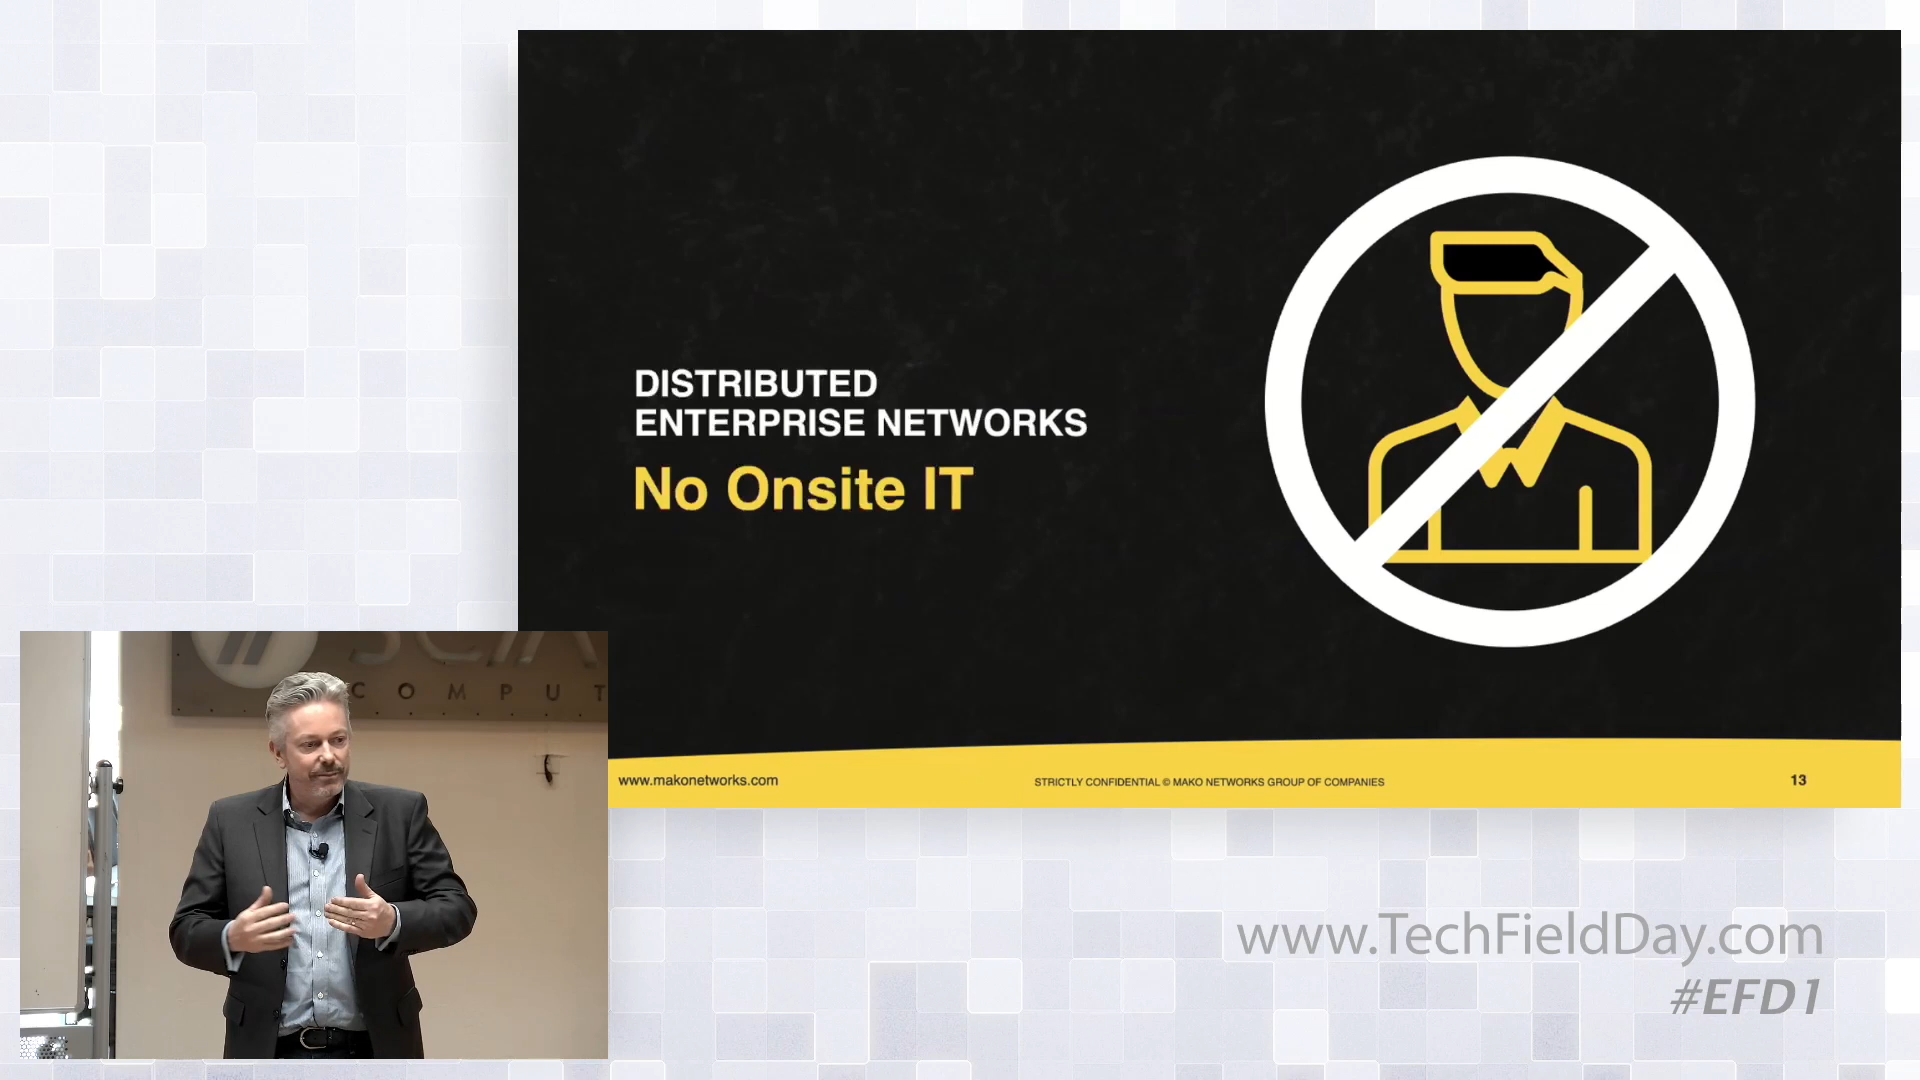 DISTRIBUTED
ENTERPRISE NETWORKS
No Onsite IT
www.makonetworks.com
STRICTLY CONFIDENTIAL © MAKO NETWORKS GROUP OF COMPANIES
13
COMPUT
www.TechFieldDay.com
#EFD1